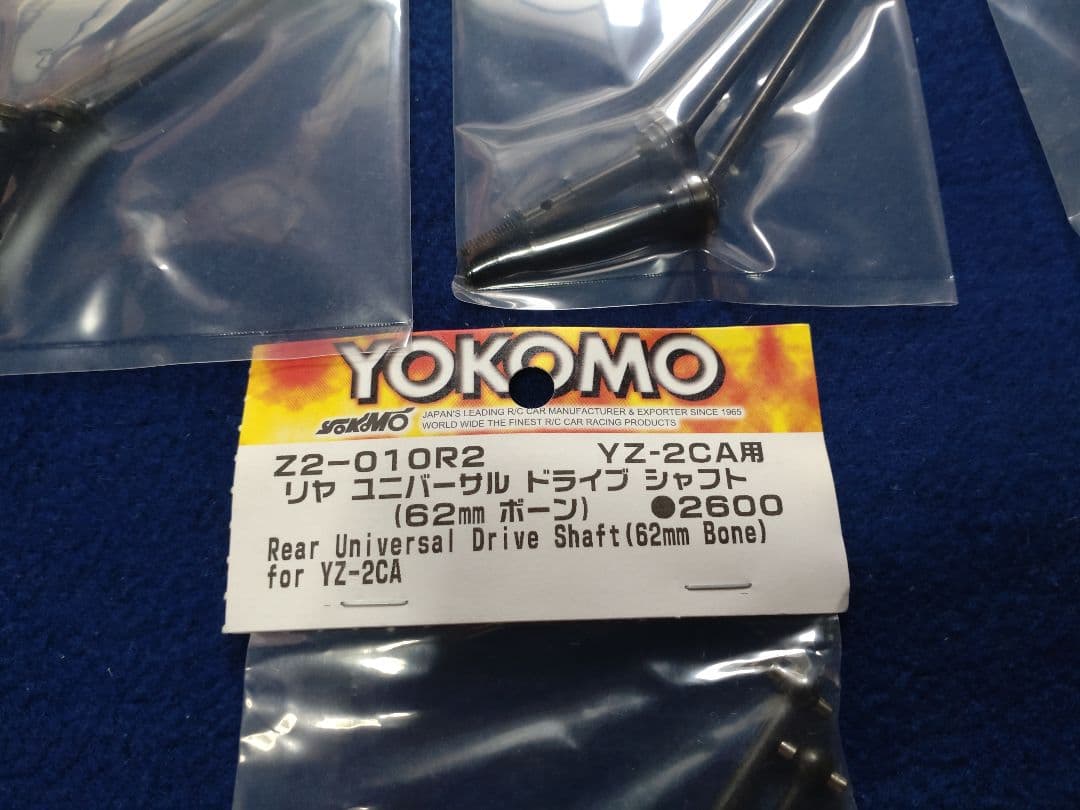 YOKOMO
YOKOMO JAPAN'S LEADING R/C CAR MANUFACTURER & EXPORTER SINCE 1965
WORLD WIDE THE FINEST R/C CAR RACING PRODUCTS
Z2-010R2 YZ-2CA用
リヤ ユニバーサル ドライブ シャフト
(62mm ボーン) ●2600
Rear Universal Drive Shaft(62mm Bone)
for YZ-2CA